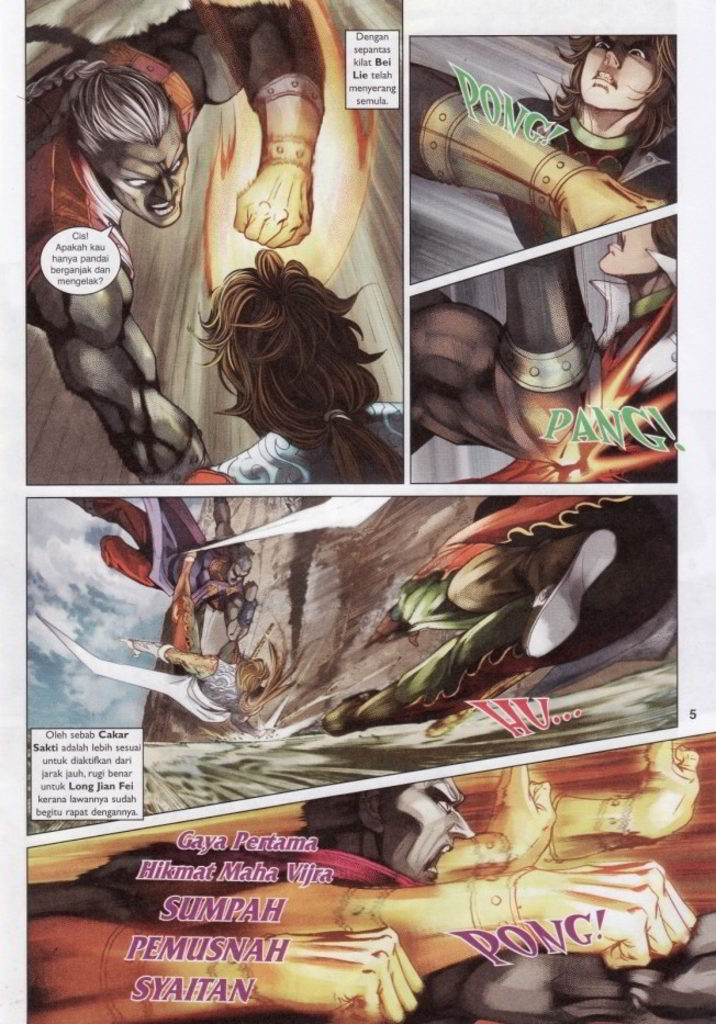 Dengan
sepantas
kilat Bei
Lie telah
menyerang
semula.
Cis!
Apakah kau
hanya pandai
berganjak dan
mengelak?
PONG!
PANG!
HU...
5
Oleh sebab Cakar
Sakti adalah lebih sesuai
untuk diaktifkan dari
jarak jauh, rugi benar
untuk Long Jian Fei
kerana lawannya sudah
begitu rapat dengannya.
Gaya Pertama
Hikmat Maha Vijra
SUMPAH
PEMUSNAH
SYAITAN
PONG!